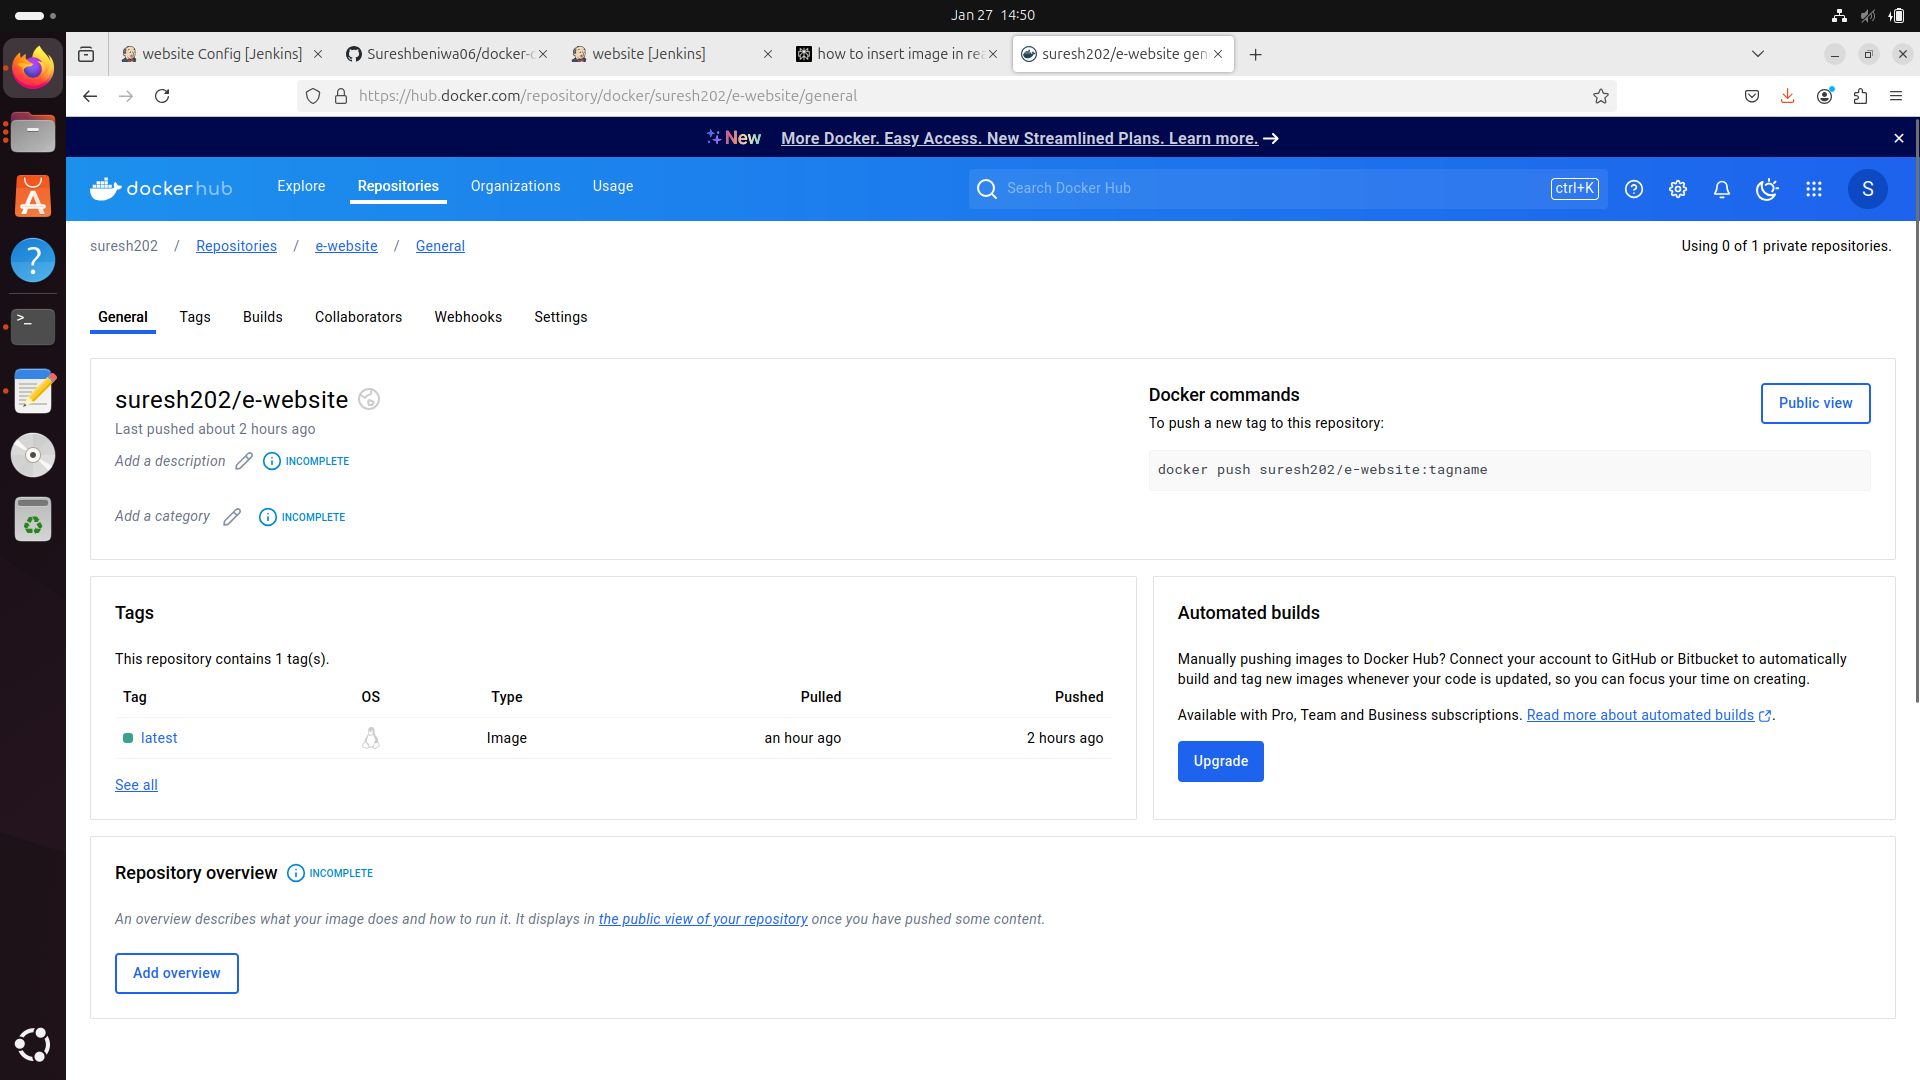 Jan 27 14:50
website Config [Jenkins]
Sureshbeniwa06/docker-
website [Jenkins]
how to insert image in re
suresh202/e-website gen
https://hub.docker.com/repository/docker/suresh202/e-website/general
New More Docker. Easy Access. New Streamlined Plans. Learn more.
dockerhub
Explore
Repositories
Organizations
Usage
Search Docker Hub
ctrl+K
S
suresh202 / Repositories / e-website / General
Using 0 of 1 private repositories.
General
Tags
Builds
Collaborators
Webhooks
Settings
suresh202/e-website
Last pushed about 2 hours ago
Add a description
INCOMPLETE
Add a category
INCOMPLETE
Docker commands
Public view
To push a new tag to this repository:
docker push suresh202/e-website:tagname
Tags
This repository contains 1 tag(s).
Tag OS Type Pulled Pushed
latest Image an hour ago 2 hours ago
See all
Automated builds
Manually pushing images to Docker Hub? Connect your account to GitHub or Bitbucket to automatically
build and tag new images whenever your code is updated, so you can focus your time on creating.
Available with Pro, Team and Business subscriptions. Read more about automated builds .
Upgrade
Repository overview
INCOMPLETE
An overview describes what your image does and how to run it. It displays in the public view of your repository once you have pushed some content.
Add overview